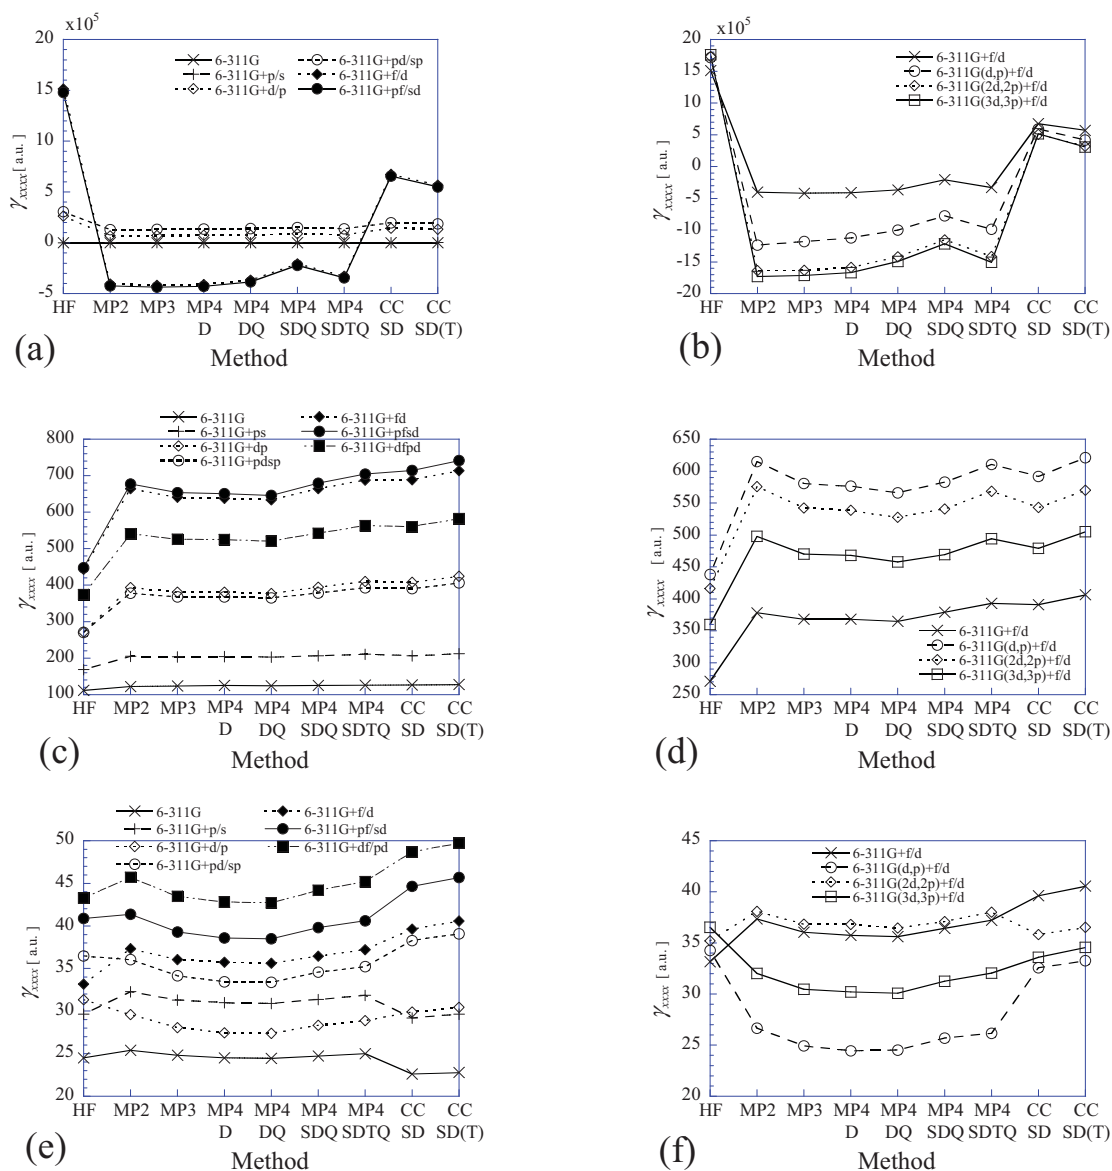 x10⁵
20
15
10
5
0
-5
γxxxx [ a.u. ]
6-311G
6-311G+p/s
6-311G+d/p
6-311G+pd/sp
6-311G+f/d
6-311G+pf/sd
HF MP2 MP3 MP4 MP4 MP4 MP4 CC CC
D DQ SDQ SDTQ SD SD(T)
(a)
Method
x10⁵
20
15
10
5
0
-5
-10
-15
-20
γxxxx [ a.u. ]
6-311G+f/d
6-311G(d,p)+f/d
6-311G(2d,2p)+f/d
6-311G(3d,3p)+f/d
HF MP2 MP3 MP4 MP4 MP4 MP4 CC CC
D DQ SDQ SDTQ SD SD(T)
(b)
Method
6-311G
6-311G+ps
6-311G+dp
6-311G+pdsp
6-311G+fd
6-311G+pfsd
6-311G+dfpd
800
700
600
500
400
300
200
100
γxxxx [ a.u. ]
HF MP2 MP3 MP4 MP4 MP4 MP4 CC CC
D DQ SDQ SDTQ SD SD(T)
(c)
Method
650
600
550
500
450
400
350
300
250
γxxxx [ a.u. ]
6-311G+f/d
6-311G(d,p)+f/d
6-311G(2d,2p)+f/d
6-311G(3d,3p)+f/d
HF MP2 MP3 MP4 MP4 MP4 MP4 CC CC
D DQ SDQ SDTQ SD SD(T)
(d)
Method
6-311G
6-311G+p/s
6-311G+d/p
6-311G+pd/sp
6-311G+f/d
6-311G+pf/sd
6-311G+df/pd
50
45
40
35
30
25
20
γxxxx [ a.u. ]
HF MP2 MP3 MP4 MP4 MP4 MP4 CC CC
D DQ SDQ SDTQ SD SD(T)
(e)
Method
45
40
35
30
25
20
γxxxx [ a.u. ]
6-311G+f/d
6-311G(d,p)+f/d
6-311G(2d,2p)+f/d
6-311G(3d,3p)+f/d
HF MP2 MP3 MP4 MP4 MP4 MP4 CC CC
D DQ SDQ SDTQ SD SD(T)
(f)
Method